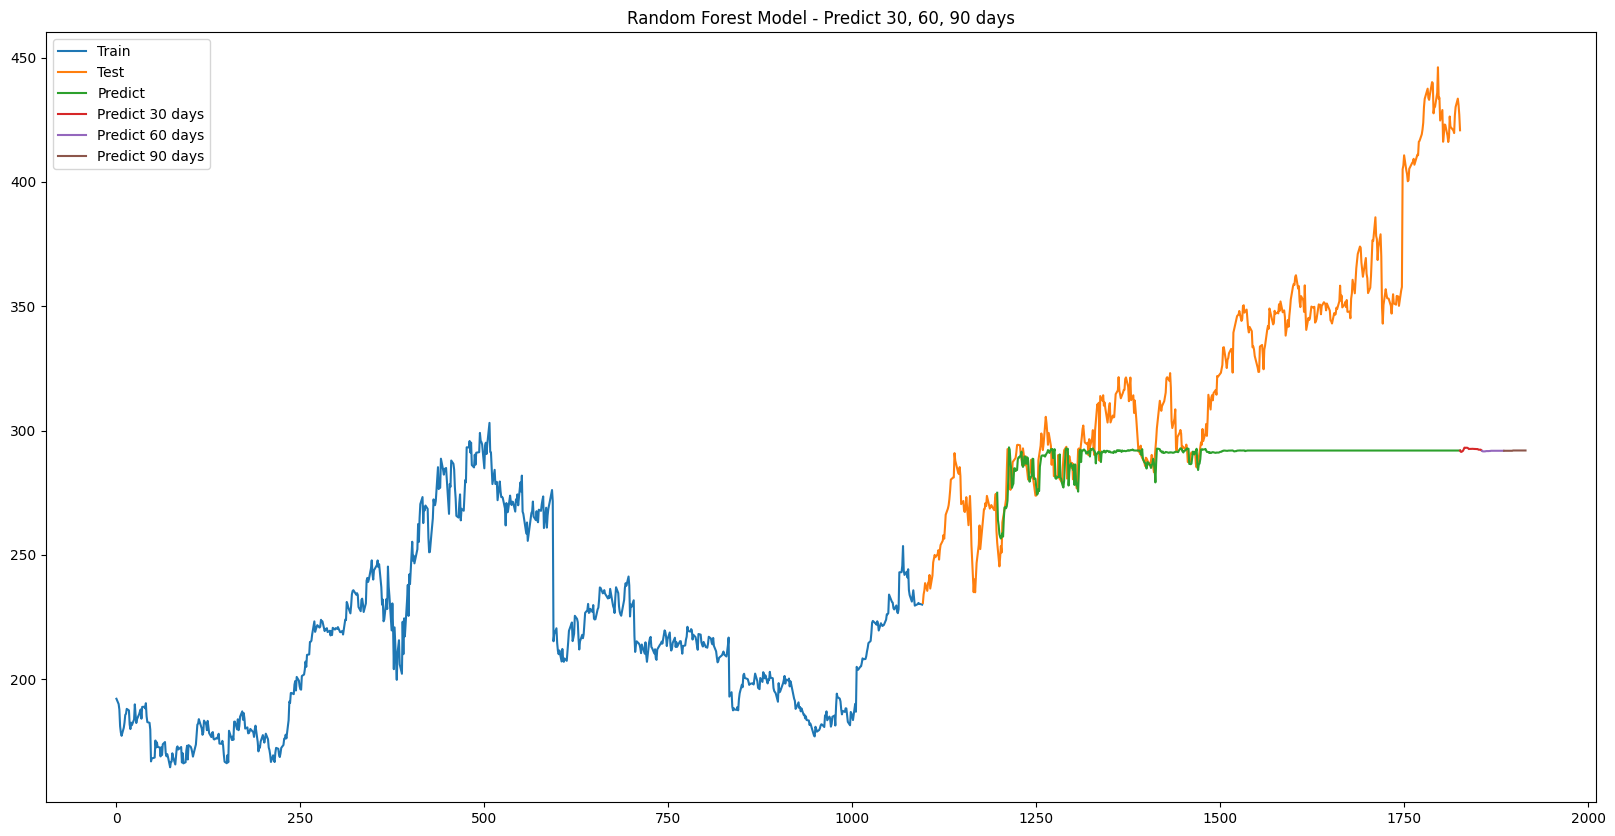 Random Forest Model - Predict 30, 60, 90 days
Train
Test
Predict
Predict 30 days
Predict 60 days
Predict 90 days
450
400
350
300
250
200
0 250 500 750 1000 1250 1500 1750 2000